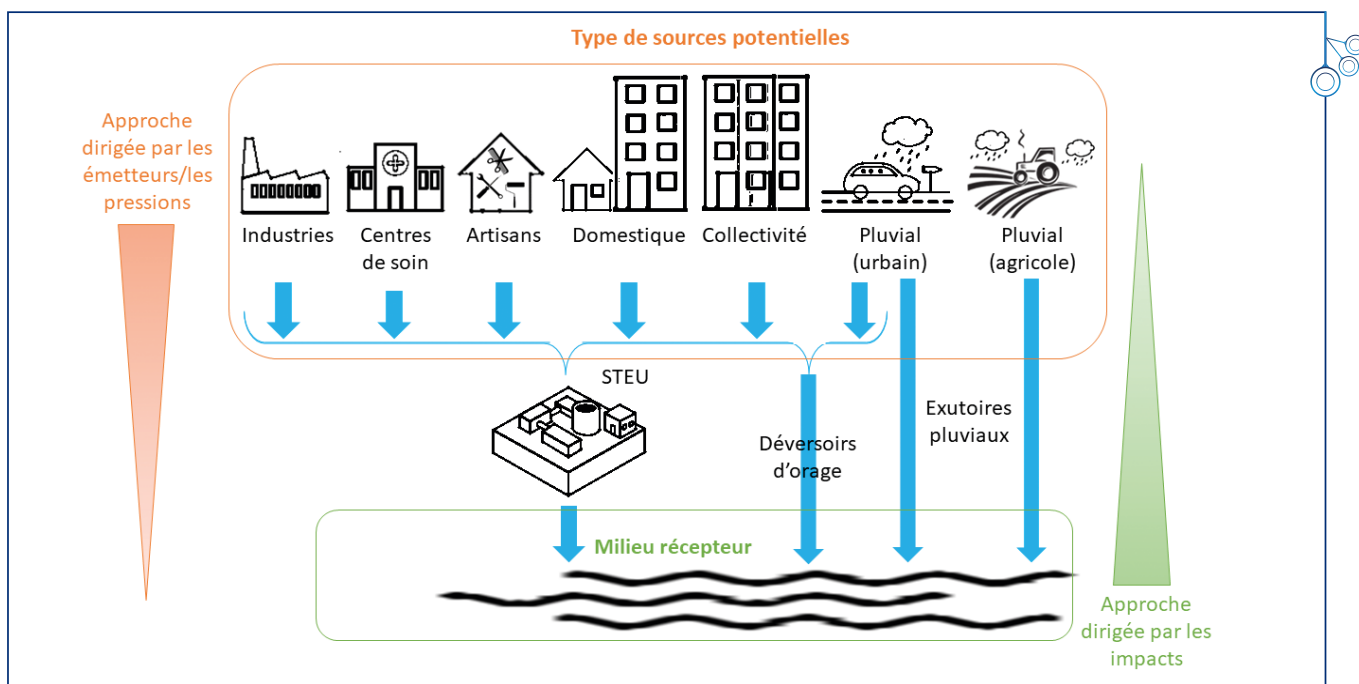 Type de sources potentielles
Approche
dirigée par les
émetteurs/les
pressions
Industries
Centres
de soin
Artisans
Domestique
Collectivité
Pluvial
(urbain)
Pluvial
(agricole)
STEU
Déversoirs
d'orage
Exutoires
pluviaux
Milieu récepteur
Approche
dirigée par les
impacts